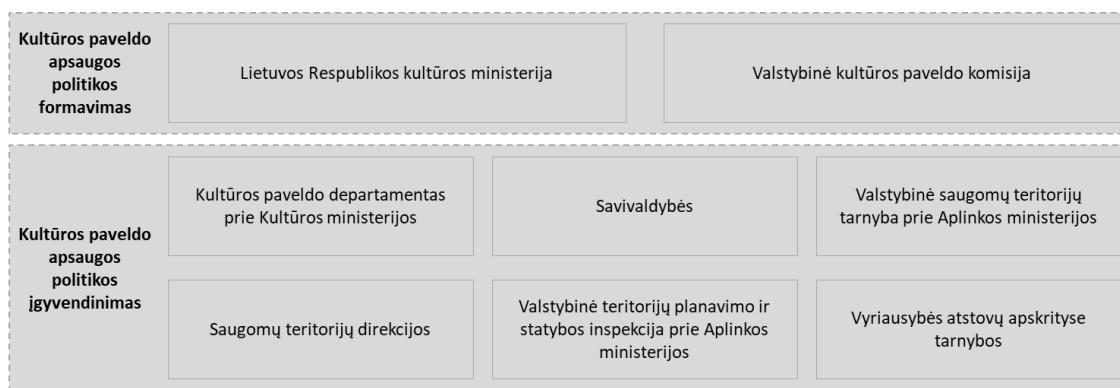 Kultūros paveldo
apsaugos
politikos
formavimas
Lietuvos Respublikos kultūros ministerija
Valstybinė kultūros paveldo komisija
Kultūros paveldo
apsaugos
politikos
įgyvendinimas
Kultūros paveldo departamentas
prie Kultūros ministerijos
Savivaldybės
Valstybinė saugomų teritorijų
tarnyba prie Aplinkos ministerijos
Saugomų teritorijų direkcijos
Valstybinė teritorijų planavimo ir
statybos inspekcija prie Aplinkos
ministerijos
Vyriausybės atstovų apskrityse
tarnybos